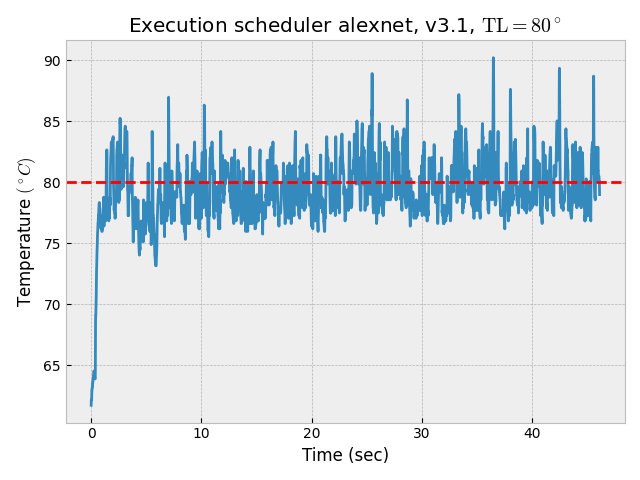 Execution scheduler alexnet, v3.1, TL = 80°
Temperature (°C)
90
85
80
75
70
65
0 10 20 30 40
Time (sec)